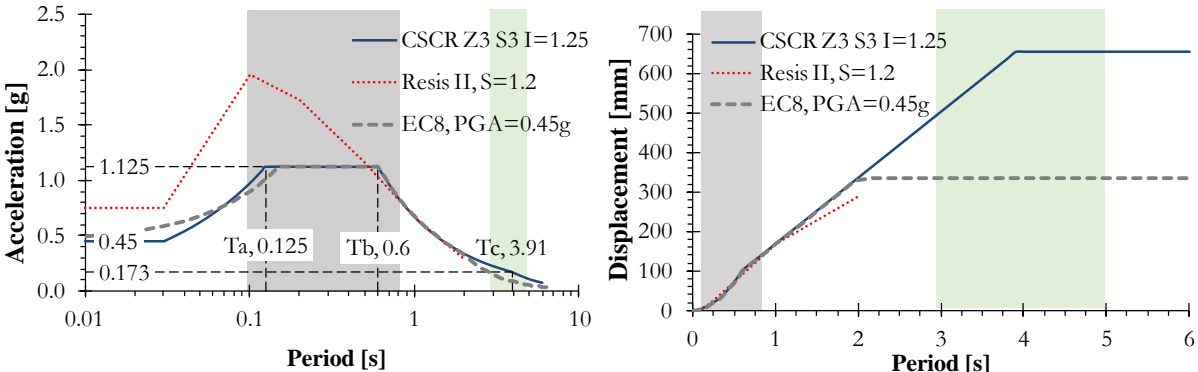 Acceleration [g]
2.5
2.0
1.5
1.0
0.5
0.0
1.125
0.45
0.173
CSCR Z3 S3 I=1.25
Resis II, S=1.2
EC8, PGA=0.45g
Ta, 0.125
Tb, 0.6
Tc, 3.91
0.01
0.1
1
10
Period [s]
Displacement [mm]
700
600
500
400
300
200
100
0
CSCR Z3 S3 I=1.25
Resis II, S=1.2
EC8, PGA=0.45g
0
1
2
3
4
5
6
Period [s]